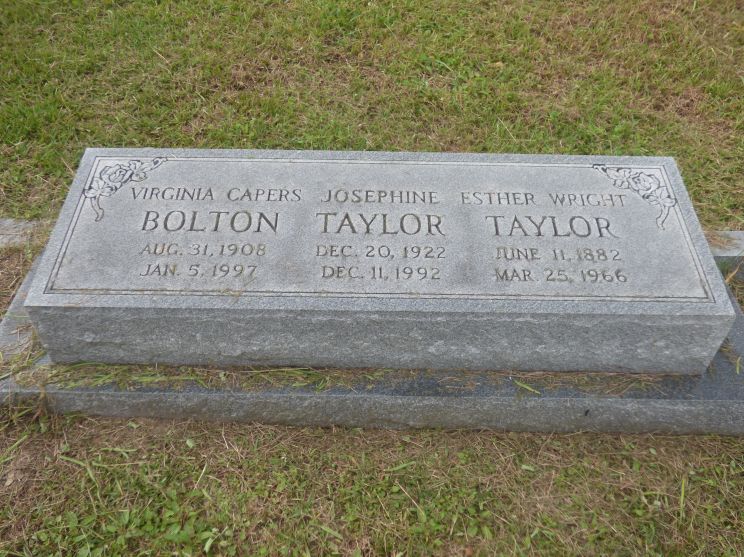 VIRGINIA CAPERS
BOLTON
AUG. 31, 1908
JAN. 5, 1997
JOSEPHINE
TAYLOR
DEC. 20, 1922
DEC. 11, 1992
ESTHER WRIGHT
TAYLOR
JUNE 11, 1882
MAR. 25, 1966